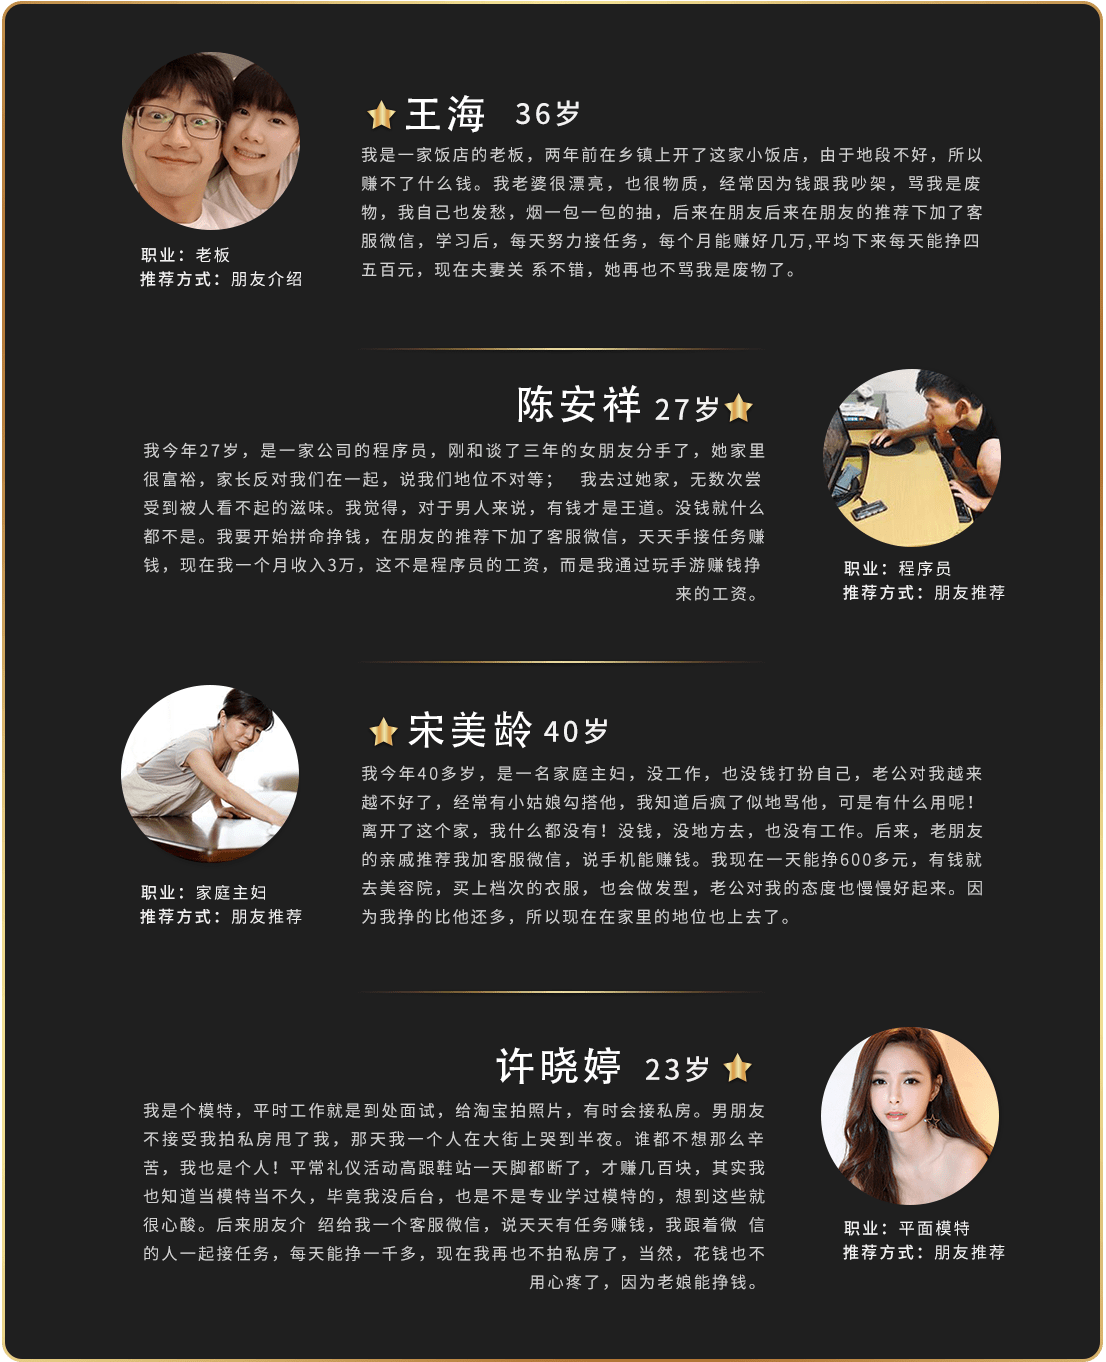 王海 36岁
我是一家饭店的老板，两年前在乡镇上开了这家小饭店，由于地段不好，所以
赚不了什么钱。我老婆很漂亮，也很物质，经常因为钱跟我吵架，骂我是废
物，我自己也发愁，烟一包一包的抽，后来在朋友后来在朋友的推荐下加了客
服微信，学习后，每天努力接任务，每个月能赚好几万,平均下来每天能挣四
五百元，现在夫妻关 系不错，她再也不骂我是废物了。
职业：老板
推荐方式：朋友介绍
陈安祥 27岁
我今年27岁，是一家公司的程序员，刚和谈了三年的女朋友分手了，她家里
很富裕，家长反对我们在一起，说我们地位不对等； 我去过她家，无数次尝
受到被人看不起的滋味。我觉得，对于男人来说，有钱才是王道。没钱就什么
都不是。我要开始拼命挣钱，在朋友的推荐下加了客服微信，天天手接任务赚
钱，现在我一个月收入3万，这不是程序员的工资，而是我通过玩手游赚钱挣
来的工资。
职业：程序员
推荐方式：朋友推荐
宋美龄 40岁
我今年40多岁，是一名家庭主妇，没工作，也没钱打扮自己，老公对我越来
越不好了，经常有小姑娘勾搭他，我知道后疯了似地骂他，可是有什么用呢！
离开了这个家，我什么都没有！没钱，没地方去，也没有工作。后来，老朋友
的亲戚推荐我加客服微信，说手机能赚钱。我现在一天能挣600多元，有钱就
去美容院，买上档次的衣服，也会做发型，老公对我的态度也慢慢好起来。因
为我挣的比他还多，所以现在在家里的地位也上去了。
职业：家庭主妇
推荐方式：朋友推荐
许晓婷 23岁
我是个模特，平时工作就是到处面试，给淘宝拍照片，有时会接私房。男朋友
不接受我拍私房甩了我，那天我一个人在大街上哭到半夜。谁都不想那么辛
苦，我也是个人！平常礼仪活动高跟鞋站一天脚都断了，才赚几百块，其实我
也知道当模特当不久，毕竟我没后台，也是不是专业学过模特的，想到这些就
很心酸。后来朋友介 绍给我一个客服微信，说天天有任务赚钱，我跟着微 信
的人一起接任务，每天能挣一千多，现在我再也不拍私房了，当然，花钱也不
用心疼了，因为老娘能挣钱。
职业：平面模特
推荐方式：朋友推荐